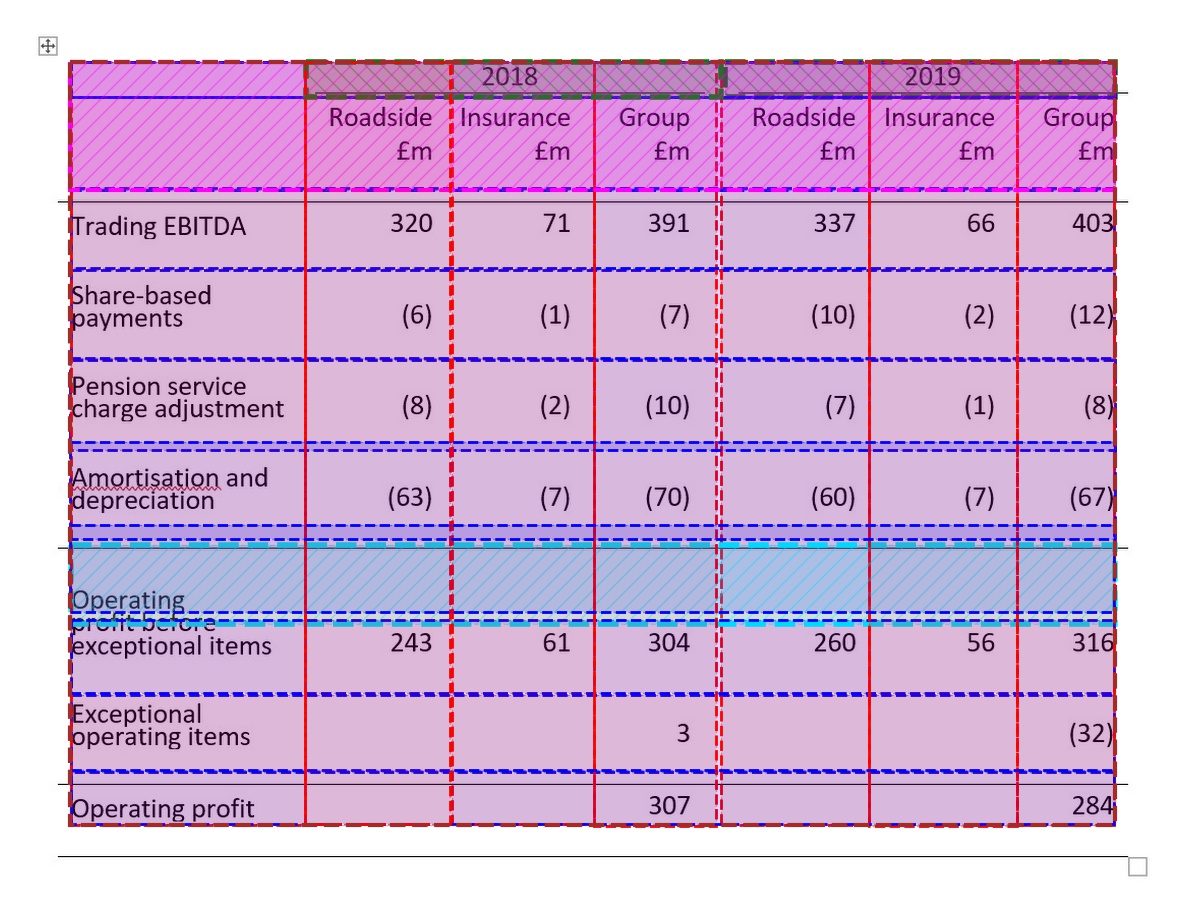 2018 2019
Roadside Insurance Group Roadside Insurance Group
£m £m £m £m £m £m
Trading EBITDA 320 71 391 337 66 403
Share-based
payments (6) (1) (7) (10) (2) (12)
Pension service
charge adjustment (8) (2) (10) (7) (1) (8)
Amortisation and
depreciation (63) (7) (70) (60) (7) (67)
Operating
profit before
exceptional items 243 61 304 260 56 316
Exceptional
operating items 3 (32)
Operating profit 307 284